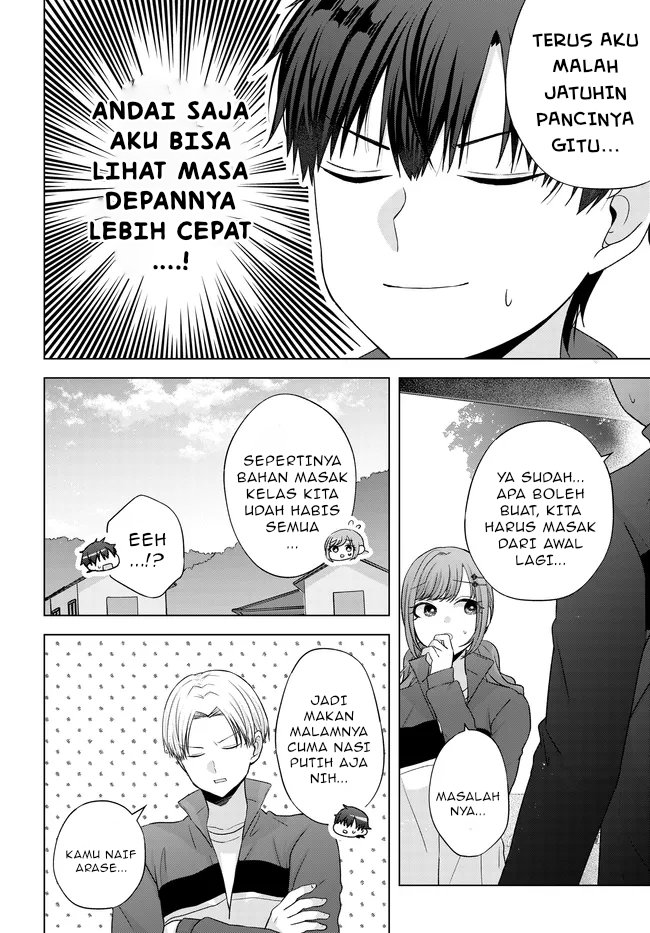 TERUS AKU
MALAH
JATUHIN
PANCINYA
GITU...
ANDAI SAJA
AKU BISA
LIHAT MASA
DEPANNYA
LEBIH CEPAT
....!
YA SUDAH...
APA BOLEH
BUAT, KITA
HARUS MASAK
DARI AWAL
LAGI...
MASALAH
NYA...
SEPERTINYA
BAHAN MASAK
KELAS KITA
UDAH HABIS
SEMUA
...
EEH
...!?
JADI
MAKAN
MALAMNYA
CUMA NASI
PUTIH AJA
NIH...
KAMU NAIF
ARASE...